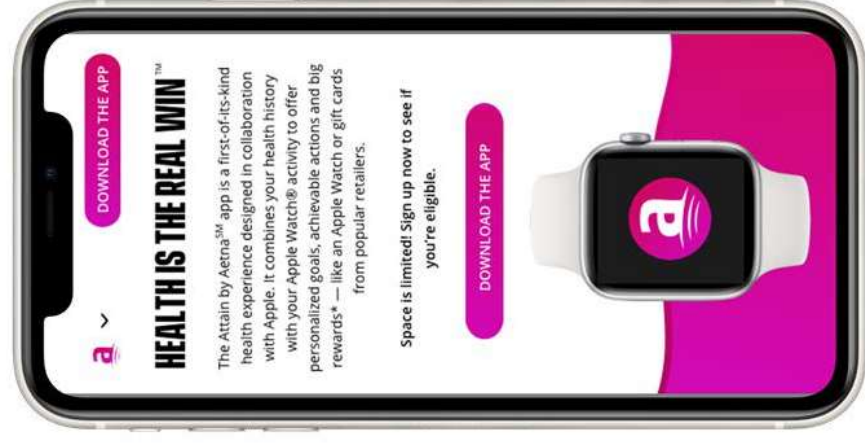 a
DOWNLOAD THE APP
HEALTH IS THE REAL WIN™
The Attain by Aetna℠ app is a first-of-its-kind
health experience designed in collaboration
with Apple. It combines your health history
with your Apple Watch® activity to offer
personalized goals, achievable actions and big
rewards* — like an Apple Watch or gift cards
from popular retailers.
Space is limited! Sign up now to see if
you're eligible.
DOWNLOAD THE APP
a